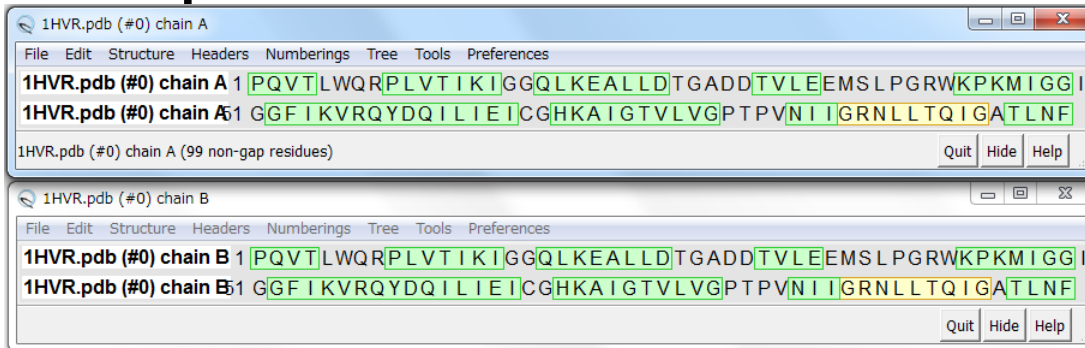 1HVR.pdb (#0) chain A
File Edit Structure Headers Numberings Tree Tools Preferences
1HVR.pdb (#0) chain A 1 PQVTLWQRPLVTIKIGGQLKEALLDTGADDTVLEEMSLPGRWKPKMIGGI
1HVR.pdb (#0) chain A 51 GGFIKVRQYDQILIEICGHKAIGTVLVGPTPVNIIGRNLLTQIGATLNF
1HVR.pdb (#0) chain A (99 non-gap residues)
Quit Hide Help
1HVR.pdb (#0) chain B
File Edit Structure Headers Numberings Tree Tools Preferences
1HVR.pdb (#0) chain B 1 PQVTLWQRPLVTIKIGGQLKEALLDTGADDTVLEEMSLPGRWKPKMIGGI
1HVR.pdb (#0) chain B 51 GGFIKVRQYDQILIEICGHKAIGTVLVGPTPVNIIGRNLLTQIGATLNF
Quit Hide Help